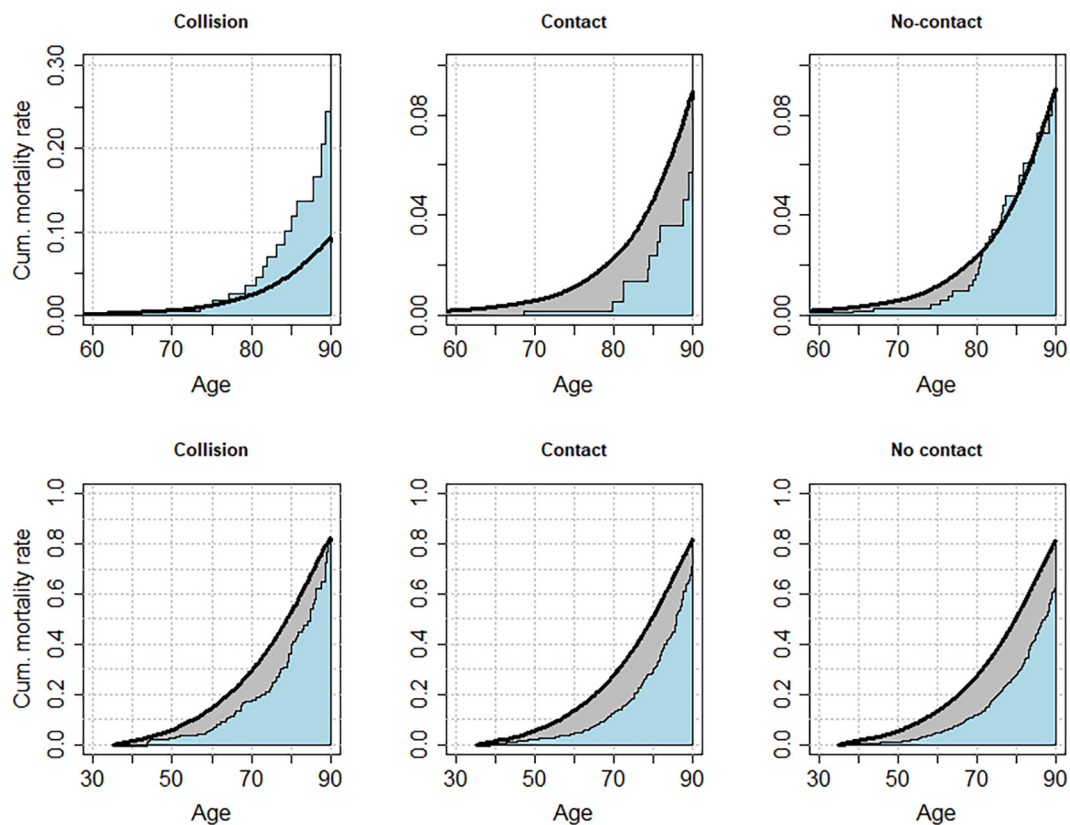 Collision Contact No-contact
Cum. mortality rate
0.00 0.10 0.20 0.30
0.00 0.04 0.08
0.00 0.04 0.08
60 70 80 90
60 70 80 90
60 70 80 90
Age Age Age
Collision Contact No contact
Cum. mortality rate
0.0 0.2 0.4 0.6 0.8 1.0
0.0 0.2 0.4 0.6 0.8 1.0
0.0 0.2 0.4 0.6 0.8 1.0
30 50 70 90
30 50 70 90
30 50 70 90
Age Age Age